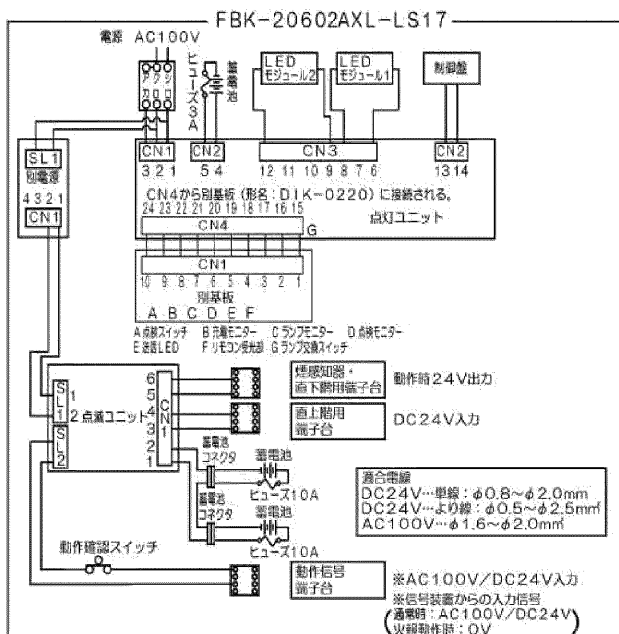 FBK-20602AXL-LS17
電源 AC100V
アカ クロ シロ
ヒューズ3A
蓄電池
LED
モジュール2
LED
モジュール1
制御盤
SL1
別電源
4 3 2 1
CN1
CN1
3 2 1
CN2
5 4
CN3
12 11 10 9 8 7 6
CN2
13 14
CN4から別基板(形名:DIK-0220)に接続される。
24 23 22 21 20 19 18 17 16 15
CN4
G
点灯ユニット
CN1
10 9 8 7 6 5 4 3 2 1
別基板
A B C D E F
A 点検スイッチ B 充電モニター C ランプモニター D 点検モニター
E 送信LED F リモコン受光部 G ランプ交換スイッチ
SL1
1
2
点滅ユニット
SL2
CN1
6
5
4
3
2
1
煙感知器・
直下階用端子台
動作時24V出力
直上階用
端子台
DC24V入力
蓄電池
コネクタ
蓄電池
ヒューズ10A
蓄電池
コネクタ
蓄電池
ヒューズ10A
適合電線
DC24V…単線:φ0.8~φ2.0mm
DC24V…より線:φ0.5~φ2.5m㎡
AC100V…φ1.6~φ2.0m㎡
動作確認スイッチ
動作信号
端子台
※AC100V/DC24V入力
※信号装置からの入力信号
(通常時:AC100V/DC24V)
火報動作時:0V